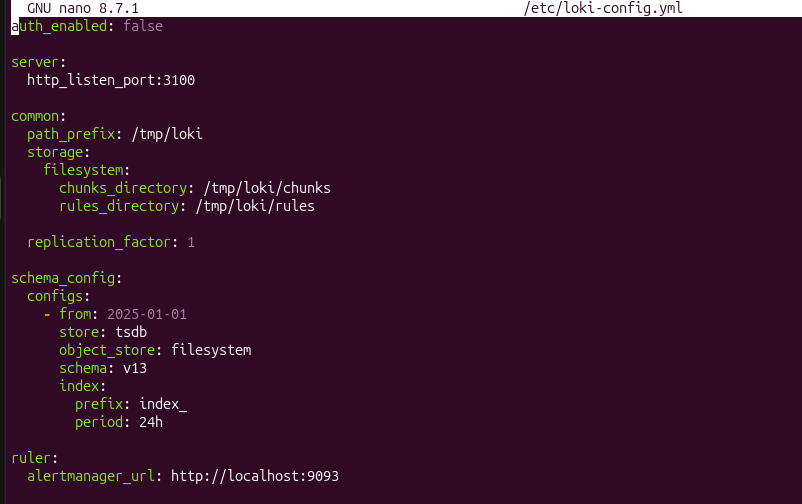 GNU nano 8.7.1 /etc/loki-config.yml
auth_enabled: false
server:
http_listen_port:3100
common:
path_prefix: /tmp/loki
storage:
filesystem:
chunks_directory: /tmp/loki/chunks
rules_directory: /tmp/loki/rules
replication_factor: 1
schema_config:
configs:
- from: 2025-01-01
store: tsdb
object_store: filesystem
schema: v13
index:
prefix: index_
period: 24h
ruler:
alertmanager_url: http://localhost:9093